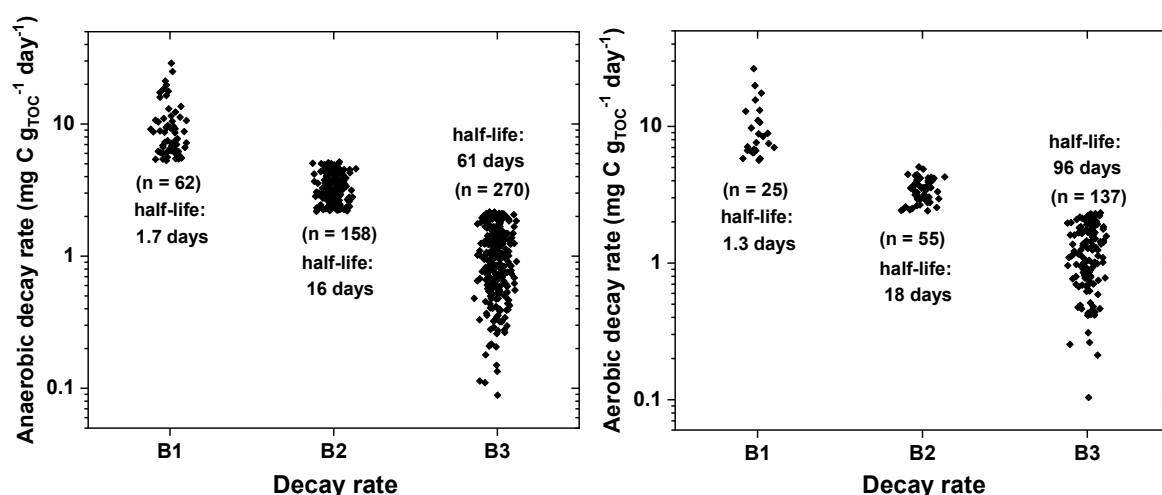 Anaerobic decay rate (mg C g_TOC^-1 day^-1)
10
1
0.1
(n = 62)
half-life:
1.7 days
(n = 158)
half-life:
16 days
half-life:
61 days
(n = 270)
B1
B2
B3
Decay rate
Aerobic decay rate (mg C g_TOC^-1 day^-1)
10
1
0.1
(n = 25)
half-life:
1.3 days
(n = 55)
half-life:
18 days
half-life:
96 days
(n = 137)
B1
B2
B3
Decay rate